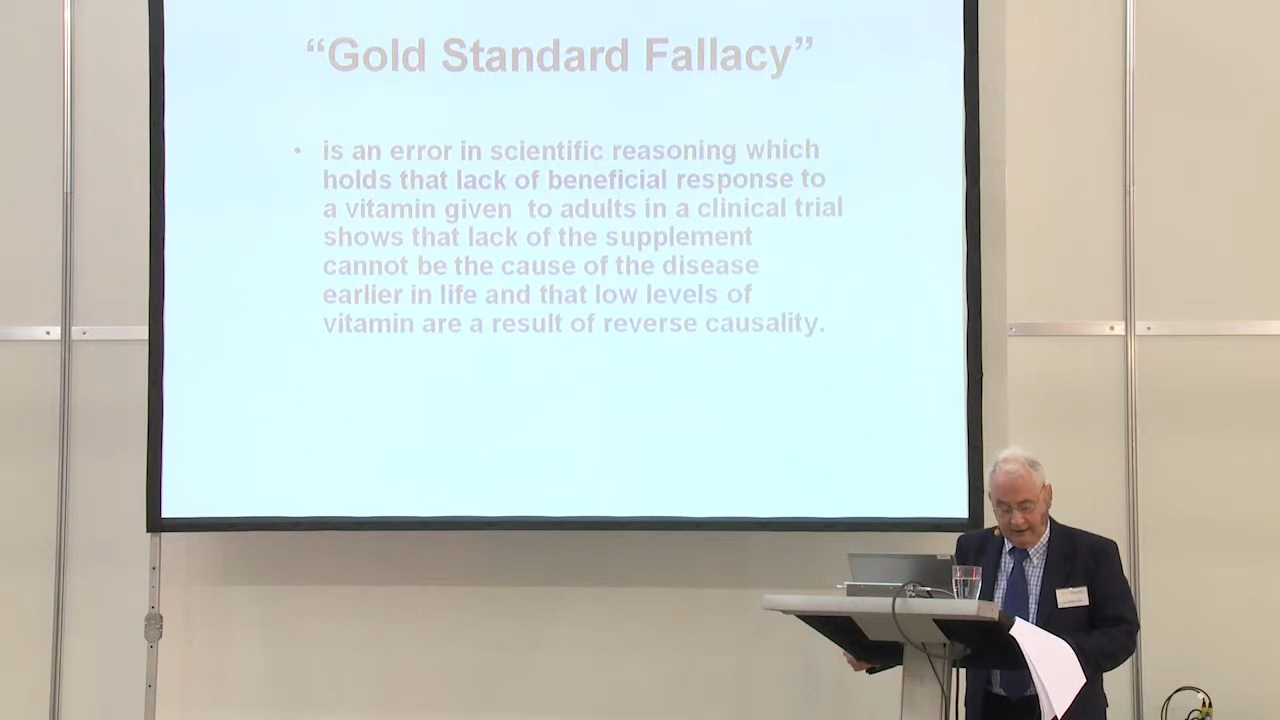 “Gold Standard Fallacy”
• is an error in scientific reasoning which
holds that lack of beneficial response to
a vitamin given  to adults in a clinical trial
shows that lack of the supplement
cannot be the cause of the disease
earlier in life and that low levels of
vitamin are a result of reverse causality.